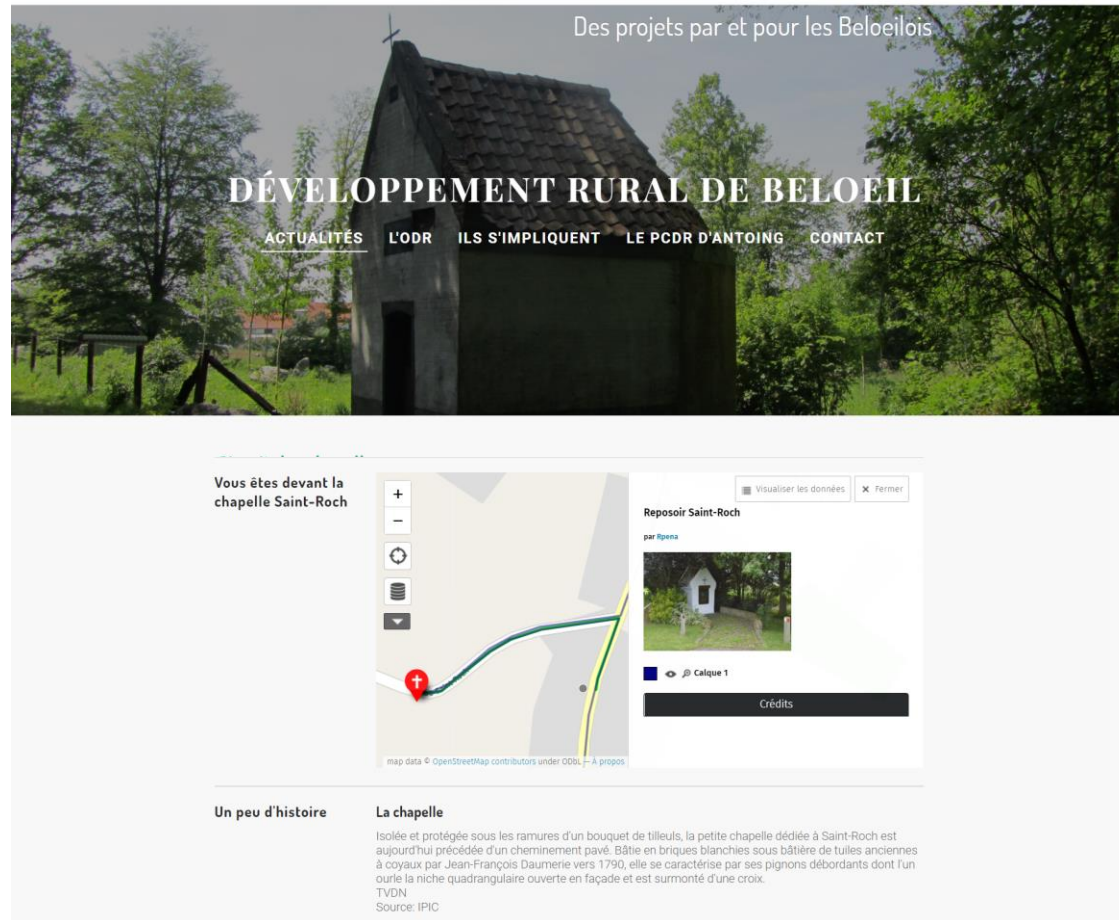 Des projets par et pour les Beloeilois
DÉVELOPPEMENT RURAL DE BELOEIL
ACTUALITÉS L'ODR ILS S'IMPLIQUENT LE PCDR D'ANTOING CONTACT
Vous êtes devant la
chapelle Saint-Roch
+
−
map data © OpenStreetMap contributors under ODbL — À propos
Visualiser les données
× Fermer
Reposoir Saint-Roch
par Rpena
Calque 1
Crédits
Un peu d'histoire
La chapelle
Isolée et protégée sous les ramures d'un bouquet de tilleuls, la petite chapelle dédiée à Saint-Roch est
aujourd'hui précédée d'un cheminement pavé. Bâtie en briques blanchies sous bâtière de tuiles anciennes
à coyaux par Jean-François Daumerie vers 1790, elle se caractérise par ses pignons débordants dont l'un
ourle la niche quadrangulaire ouverte en façade et est surmonté d'une croix.
TVDN
Source: IPIC